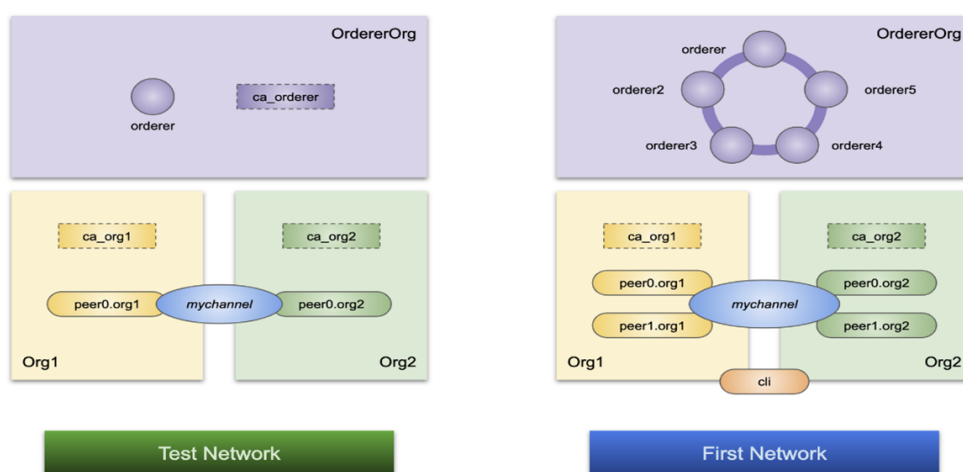 OrdererOrg
ca_orderer
orderer
ca_org1
ca_org2
peer0.org1
mychannel
peer0.org2
Org1
Org2
Test Network
OrdererOrg
orderer
orderer2
orderer5
orderer3
orderer4
ca_org1
ca_org2
peer0.org1
peer0.org2
mychannel
peer1.org1
peer1.org2
Org1
Org2
cli
First Network